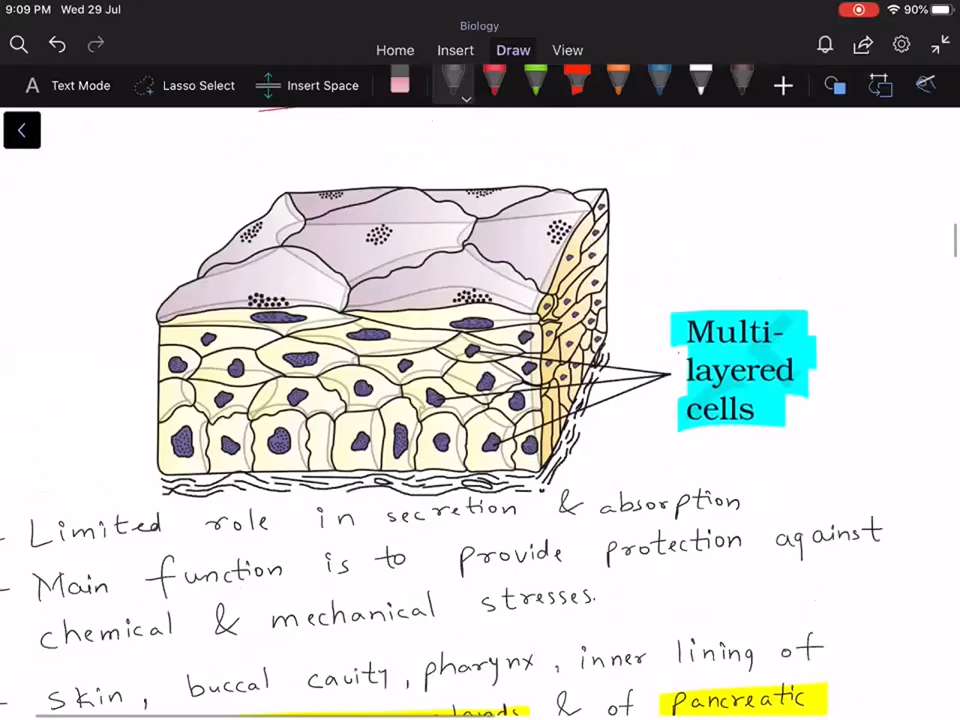 9:09 PM Wed 29 Jul
90%
Biology
Home Insert Draw View
Text Mode Lasso Select Insert Space
Multi-
layered
cells
- Limited role in secretion & absorption
- Main function is to provide protection against
chemical & mechanical stresses.
- skin, buccal cavity, pharynx, inner lining of
& of pancreatic